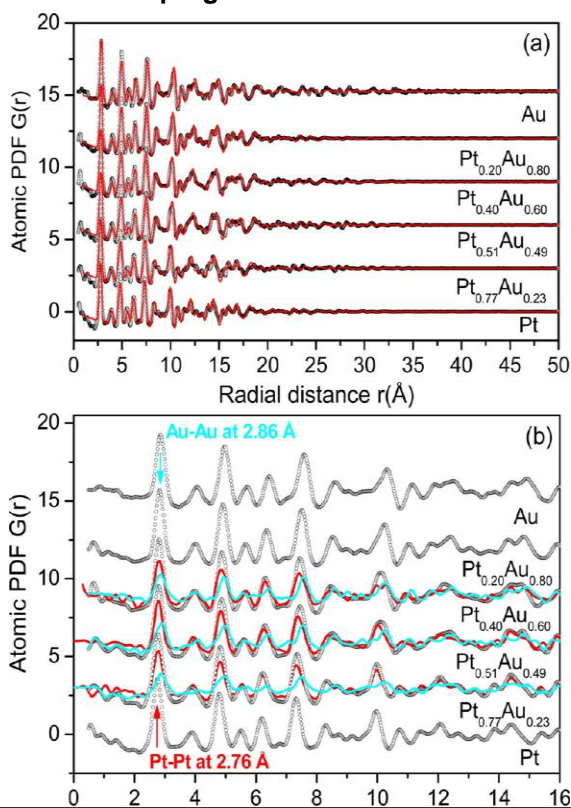 20
(a)
15
Au
10
Pt0.20Au0.80
Pt0.40Au0.60
5
Pt0.51Au0.49
Pt0.77Au0.23
0
Pt
Atomic PDF G(r)
0 5 10 15 20 25 30 35 40 45 50
Radial distance r(Å)
20
Au-Au at 2.86 Å
(b)
15
Au
10
Pt0.20Au0.80
Pt0.40Au0.60
5
Pt0.51Au0.49
Pt0.77Au0.23
0
Pt-Pt at 2.76 Å
Pt
Atomic PDF G(r)
0 2 4 6 8 10 12 14 16